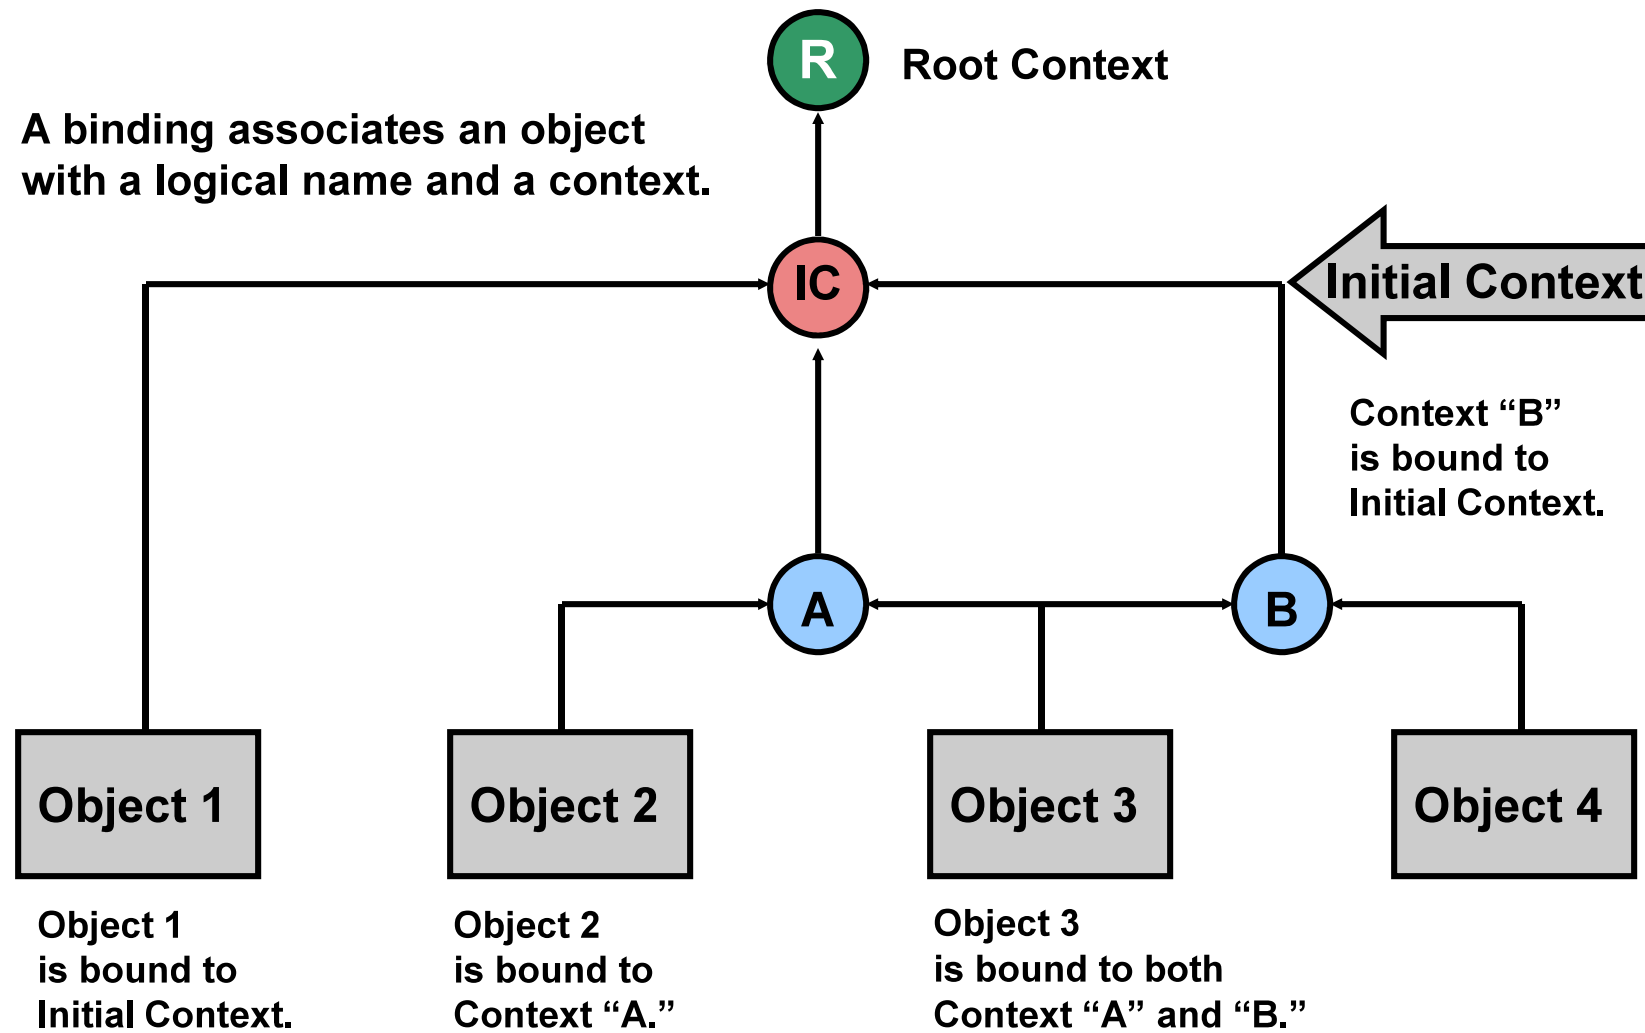 R
Root Context
A binding associates an object
with a logical name and a context.
IC
Initial Context
Context “B”
is bound to
Initial Context.
A
B
Object 1
Object 2
Object 3
Object 4
Object 1
is bound to
Initial Context.
Object 2
is bound to
Context “A.”
Object 3
is bound to both
Context “A” and “B.”